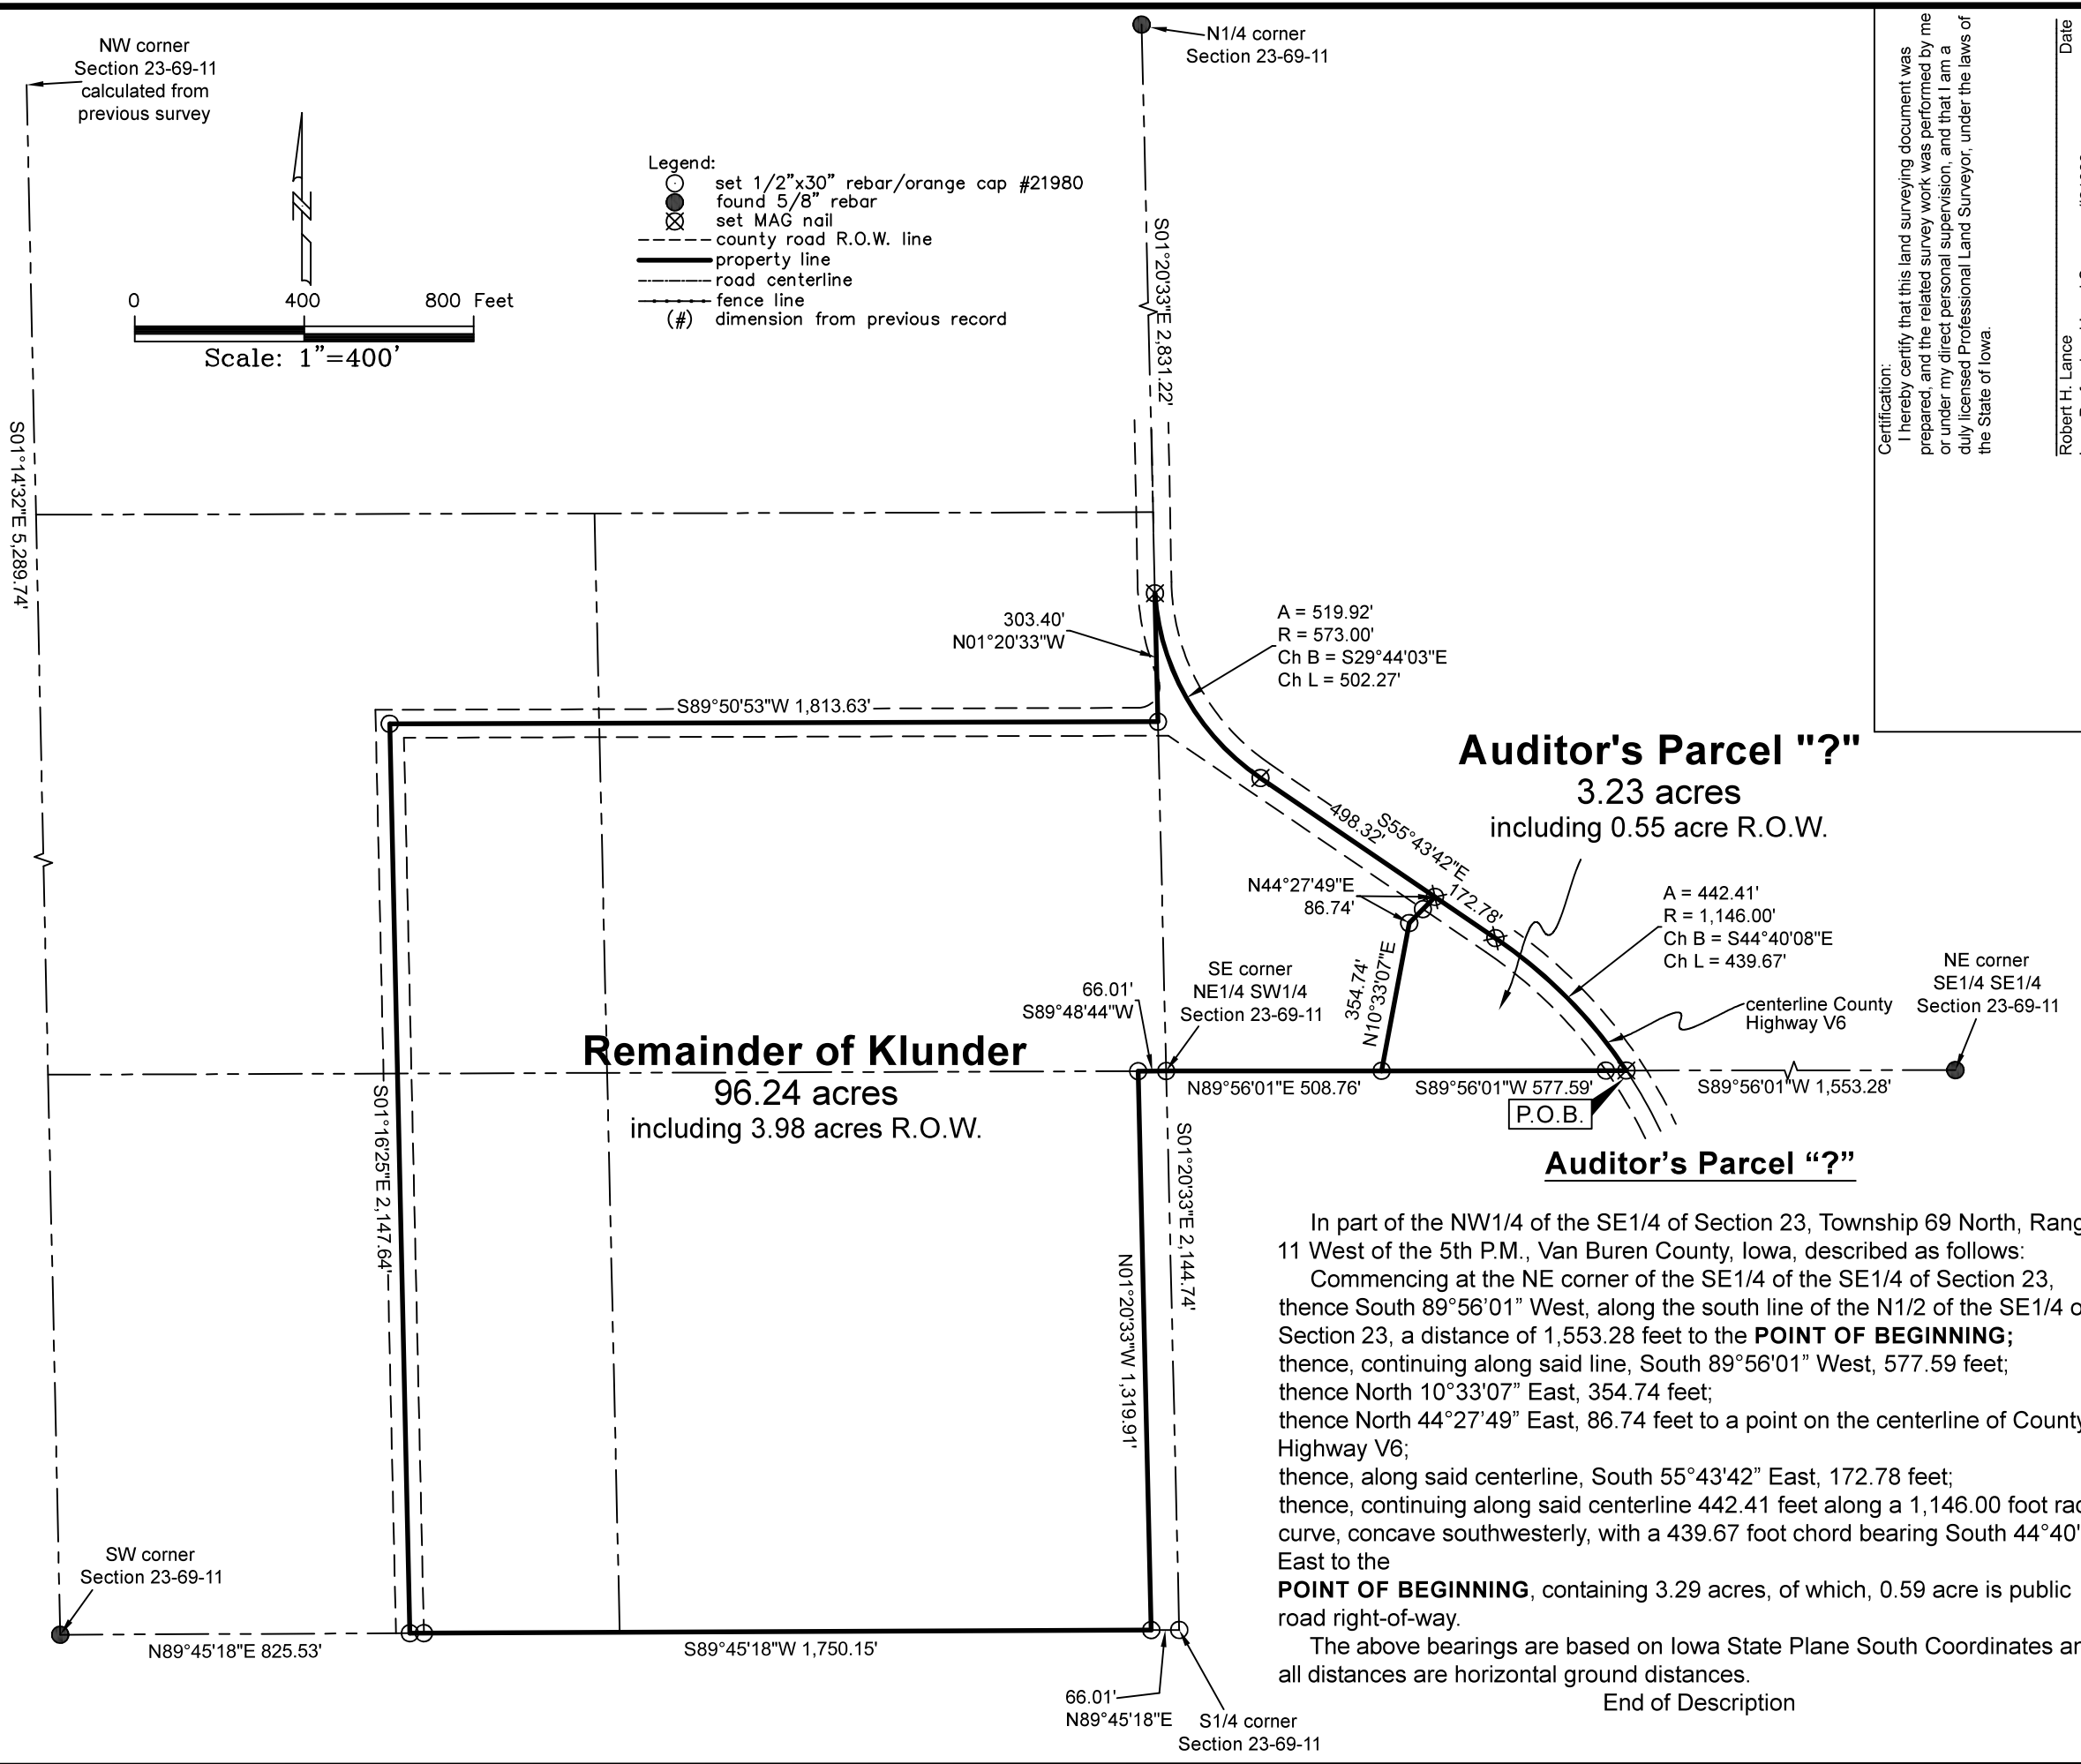 NW corner
Section 23-69-11
calculated from
previous survey
N1/4 corner
Section 23-69-11
Legend:
set 1/2"x30" rebar/orange cap #21980
found 5/8" rebar
set MAG nail
county road R.O.W. line
property line
road centerline
fence line
(#) dimension from previous record
N
0 400 800 Feet
Scale: 1"=400'
Certification:
I hereby certify that this land surveying document was
prepared, and the related survey work was performed by me
or under my direct personal supervision, and that I am a
duly licensed Professional Land Surveyor, under the laws of
the State of Iowa.
Robert H. Lance
Date
S01°14'32"E 5,289.74'
S01°20'33"E 2,831.22'
303.40'
N01°20'33"W
A = 519.92'
R = 573.00'
Ch B = S29°44'03"E
Ch L = 502.27'
S89°50'53"W 1,813.63'
Auditor's Parcel "?"
3.23 acres
including 0.55 acre R.O.W.
498.32'
S55°43'42"E
172.78'
N44°27'49"E
86.74'
A = 442.41'
R = 1,146.00'
Ch B = S44°40'08"E
Ch L = 439.67'
354.74'
N10°33'07"E
SE corner
NE1/4 SW1/4
Section 23-69-11
66.01'
S89°48'44"W
NE corner
SE1/4 SE1/4
Section 23-69-11
centerline County
Highway V6
Remainder of Klunder
96.24 acres
including 3.98 acres R.O.W.
N89°56'01"E 508.76'
S89°56'01"W 577.59'
S89°56'01"W 1,553.28'
P.O.B.
S01°16'25"E 2,147.64'
N01°20'33"W 1,319.91'
S01°20'33"E 2,144.74'
Auditor’s Parcel “?”
In part of the NW1/4 of the SE1/4 of Section 23, Township 69 North, Rang
11 West of the 5th P.M., Van Buren County, Iowa, described as follows:
Commencing at the NE corner of the SE1/4 of the SE1/4 of Section 23,
thence South 89°56’01” West, along the south line of the N1/2 of the SE1/4 o
Section 23, a distance of 1,553.28 feet to the POINT OF BEGINNING;
thence, continuing along said line, South 89°56'01” West, 577.59 feet;
thence North 10°33'07” East, 354.74 feet;
thence North 44°27’49” East, 86.74 feet to a point on the centerline of County
Highway V6;
thence, along said centerline, South 55°43'42” East, 172.78 feet;
thence, continuing along said centerline 442.41 feet along a 1,146.00 foot rad
curve, concave southwesterly, with a 439.67 foot chord bearing South 44°40'
East to the
POINT OF BEGINNING, containing 3.29 acres, of which, 0.59 acre is public
road right-of-way.
The above bearings are based on Iowa State Plane South Coordinates an
all distances are horizontal ground distances.
End of Description
SW corner
Section 23-69-11
N89°45'18"E 825.53'
S89°45'18"W 1,750.15'
66.01'
N89°45'18"E
S1/4 corner
Section 23-69-11